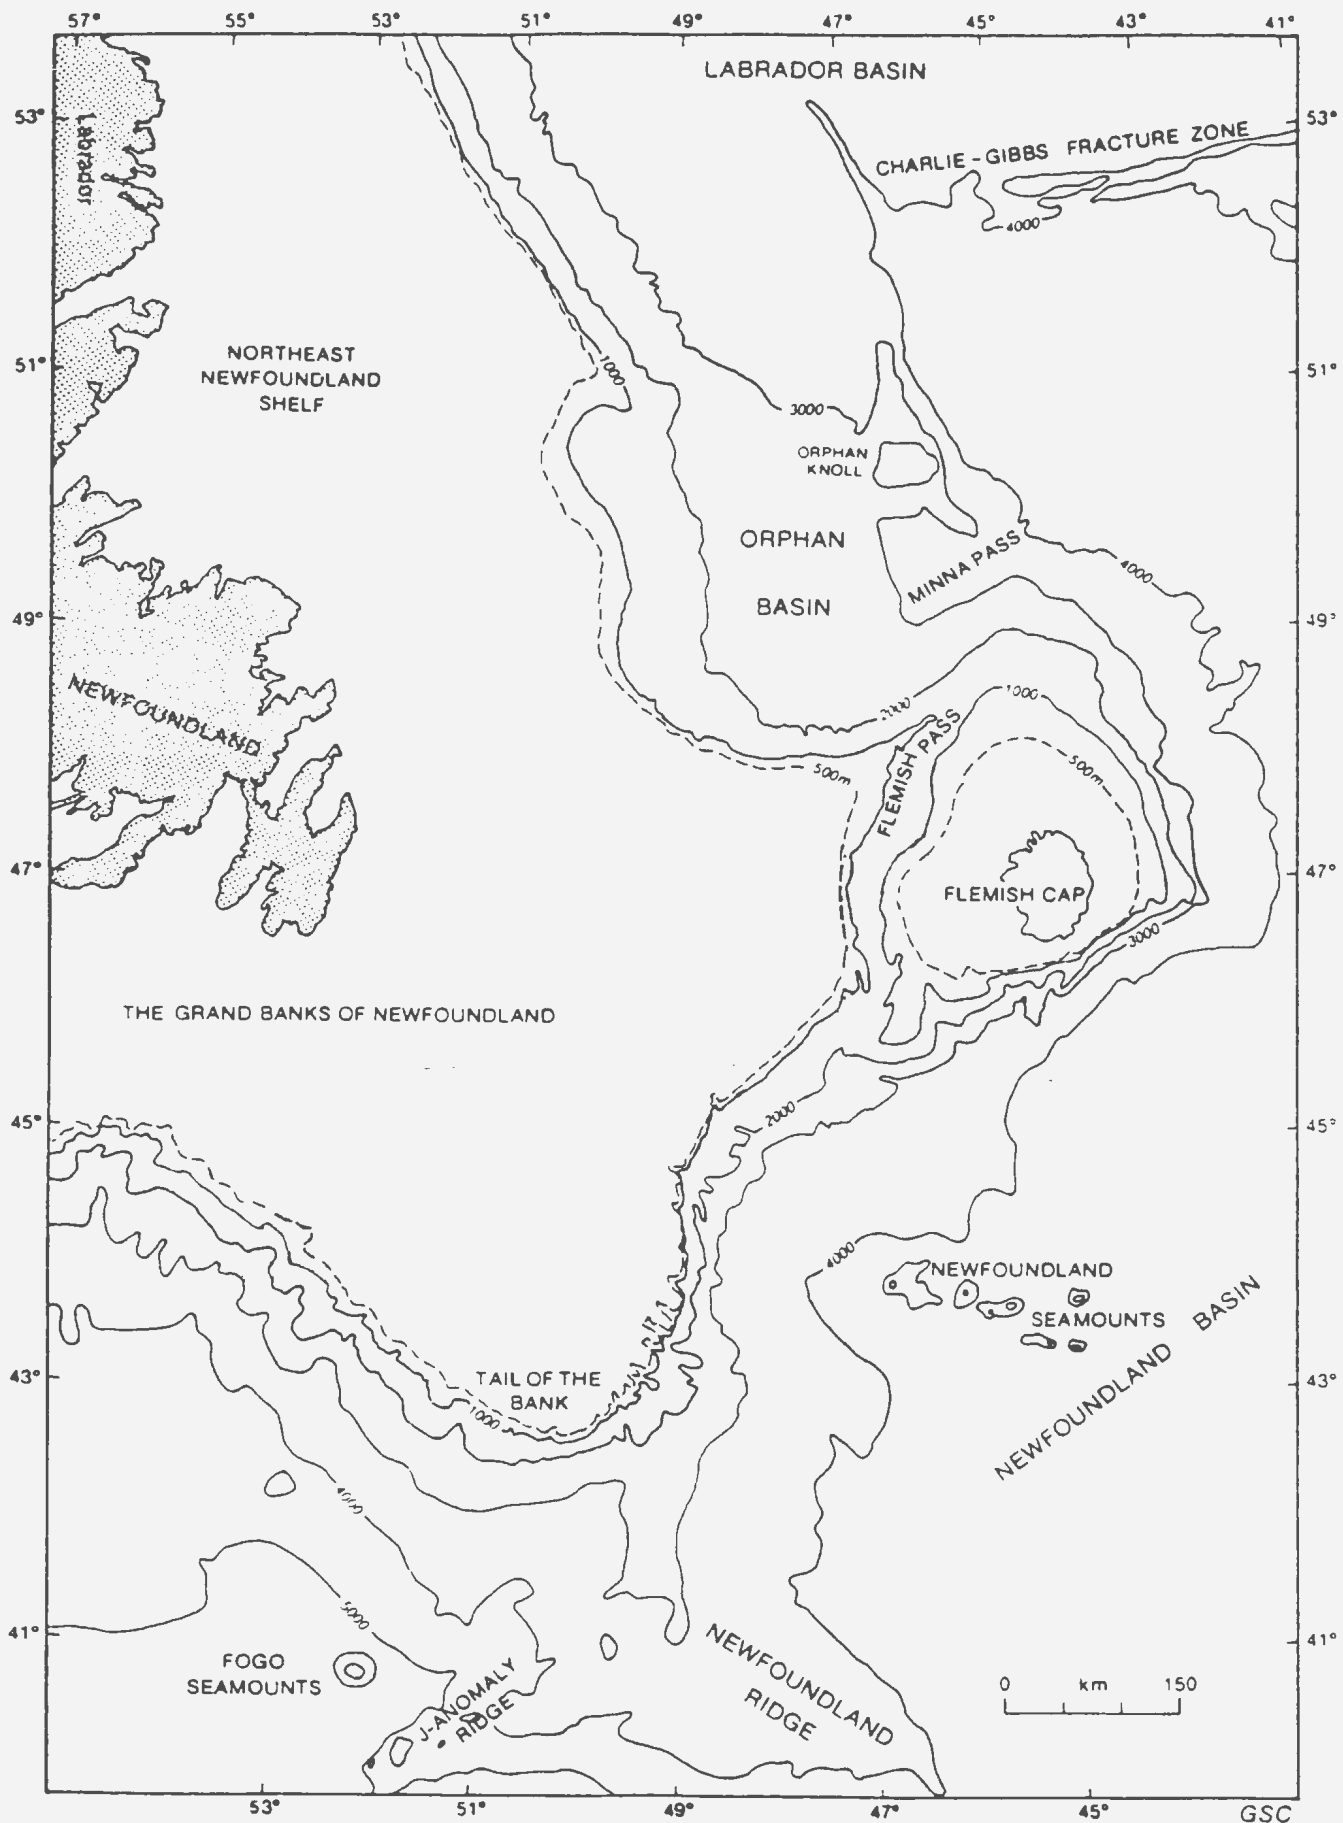 57° 55° 53° 51° 49° 47° 45° 43° 41°
LABRADOR BASIN
53° 53°
Labrador
CHARLIE-GIBBS FRACTURE ZONE
4000
NORTHEAST
NEWFOUNDLAND
SHELF
51° 51°
1000
3000
ORPHAN
KNOLL
ORPHAN
BASIN
MINNA PASS
4000
49° 49°
NEWFOUNDLAND
2000
1000
FLEMISH PASS
500m
500m
47° 47°
FLEMISH CAP
3000
THE GRAND BANKS OF NEWFOUNDLAND
45° 45°
2000
4000
NEWFOUNDLAND
SEAMOUNTS
NEWFOUNDLAND BASIN
43° 43°
TAIL OF THE
BANK
1000
4000
5000
41° 41°
FOGO
SEAMOUNTS
J-ANOMALY
RIDGE
NEWFOUNDLAND
RIDGE
0 km 150
53° 51° 49° 47° 45°
GSC